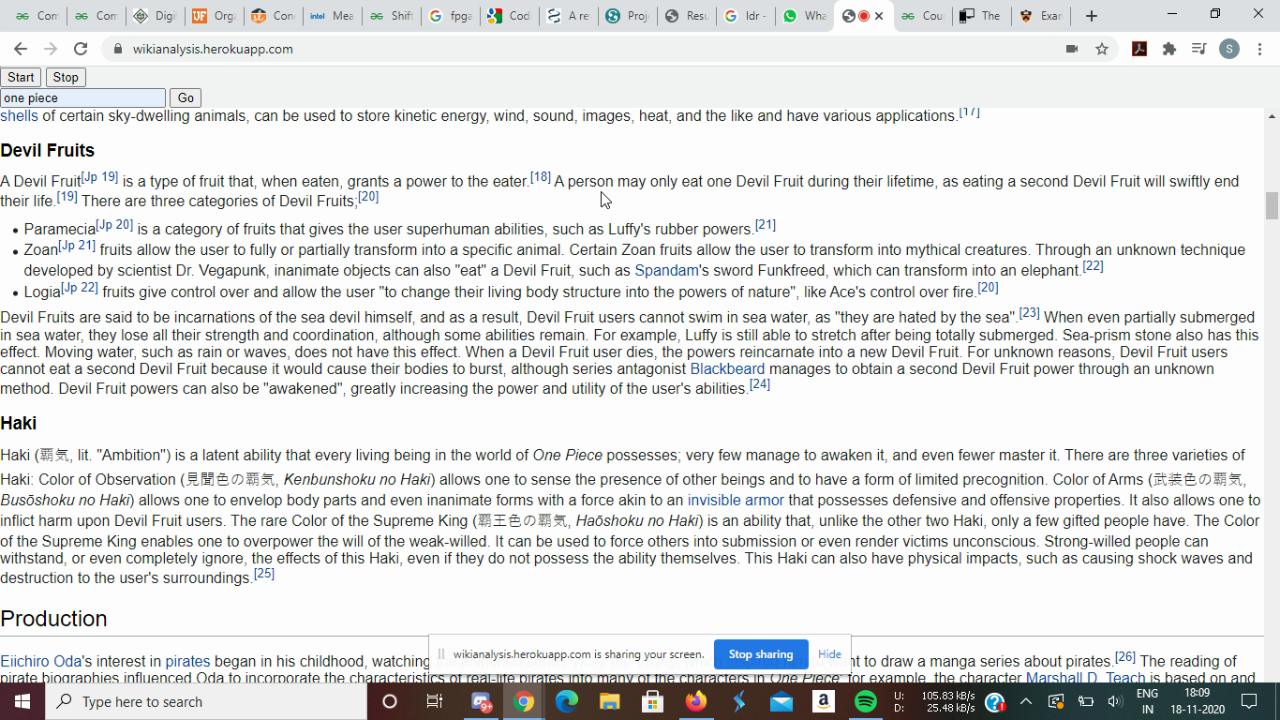 Con
Con
Digi
Orga
Con
Mea
Shift
fpga
Cod
A re
Proj
Resu
ldr -
Wha
Cou
The
Exar
wikianalysis.herokuapp.com
Start Stop
one piece Go
shells of certain sky-dwelling animals, can be used to store kinetic energy, wind, sound, images, heat, and the like and have various applications.[17]
Devil Fruits
A Devil Fruit[Jp 19] is a type of fruit that, when eaten, grants a power to the eater.[18] A person may only eat one Devil Fruit during their lifetime, as eating a second Devil Fruit will swiftly end
their life.[19] There are three categories of Devil Fruits;[20]
• Paramecia[Jp 20] is a category of fruits that gives the user superhuman abilities, such as Luffy's rubber powers.[21]
• Zoan[Jp 21] fruits allow the user to fully or partially transform into a specific animal. Certain Zoan fruits allow the user to transform into mythical creatures. Through an unknown technique
developed by scientist Dr. Vegapunk, inanimate objects can also "eat" a Devil Fruit, such as Spandam's sword Funkfreed, which can transform into an elephant.[22]
• Logia[Jp 22] fruits give control over and allow the user "to change their living body structure into the powers of nature", like Ace's control over fire.[20]
Devil Fruits are said to be incarnations of the sea devil himself, and as a result, Devil Fruit users cannot swim in sea water, as "they are hated by the sea".[23] When even partially submerged
in sea water, they lose all their strength and coordination, although some abilities remain. For example, Luffy is still able to stretch after being totally submerged. Sea-prism stone also has this
effect. Moving water, such as rain or waves, does not have this effect. When a Devil Fruit user dies, the powers reincarnate into a new Devil Fruit. For unknown reasons, Devil Fruit users
cannot eat a second Devil Fruit because it would cause their bodies to burst, although series antagonist Blackbeard manages to obtain a second Devil Fruit power through an unknown
method. Devil Fruit powers can also be "awakened", greatly increasing the power and utility of the user's abilities.[24]
Haki
Haki (覇気, lit. "Ambition") is a latent ability that every living being in the world of One Piece possesses; very few manage to awaken it, and even fewer master it. There are three varieties of
Haki: Color of Observation (見聞色の覇気, Kenbunshoku no Haki) allows one to sense the presence of other beings and to have a form of limited precognition. Color of Arms (武装色の覇気,
Busōshoku no Haki) allows one to envelop body parts and even inanimate forms with a force akin to an invisible armor that possesses defensive and offensive properties. It also allows one to
inflict harm upon Devil Fruit users. The rare Color of the Supreme King (覇王色の覇気, Haōshoku no Haki) is an ability that, unlike the other two Haki, only a few gifted people have. The Color
of the Supreme King enables one to overpower the will of the weak-willed. It can be used to force others into submission or even render victims unconscious. Strong-willed people can
withstand, or even completely ignore, the effects of this Haki, even if they do not possess the ability themselves. This Haki can also have physical impacts, such as causing shock waves and
destruction to the user's surroundings.[25]
Production
wikianalysis.herokuapp.com is sharing your screen. Stop sharing Hide
Eiichiro Oda's interest in pirates began in his childhood, watching nt to draw a manga series about pirates.[26] The reading of
pirate biographies influenced Oda to incorporate the characteristics of real-life pirates into many of the characters in One Piece, for example, the character Marshall D. Teach is based on and
Type here to search
U: 105.83 kB/s
D: 25.48 kB/s
ENG
IN
18:09
18-11-2020